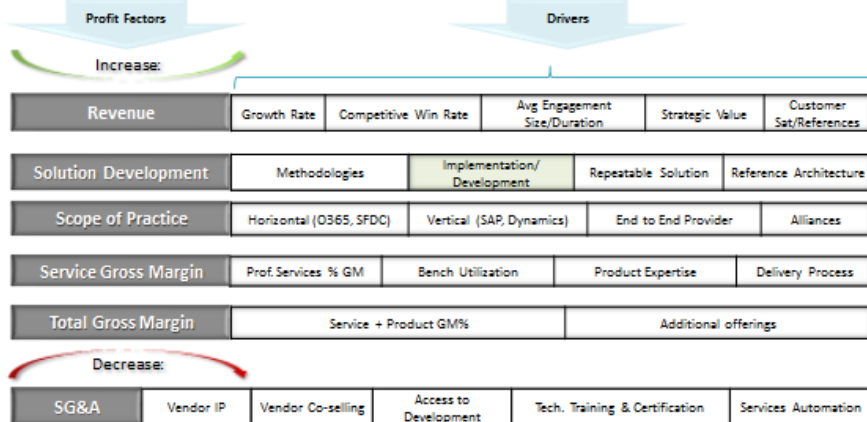 Profit Factors
Drivers
Increase:
Revenue
Growth Rate
Competitive Win Rate
Avg Engagement
Size/Duration
Strategic Value
Customer
Sat/References
Solution Development
Methodologies
Implementation/
Development
Repeatable Solution
Reference Architecture
Scope of Practice
Horizontal (O365, SFDC)
Vertical (SAP, Dynamics)
End to End Provider
Alliances
Service Gross Margin
Prof. Services % GM
Bench Utilization
Product Expertise
Delivery Process
Total Gross Margin
Service + Product GM%
Additional offerings
Decrease:
SG&A
Vendor IP
Vendor Co-selling
Access to
Development
Tech. Training & Certification
Services Automation